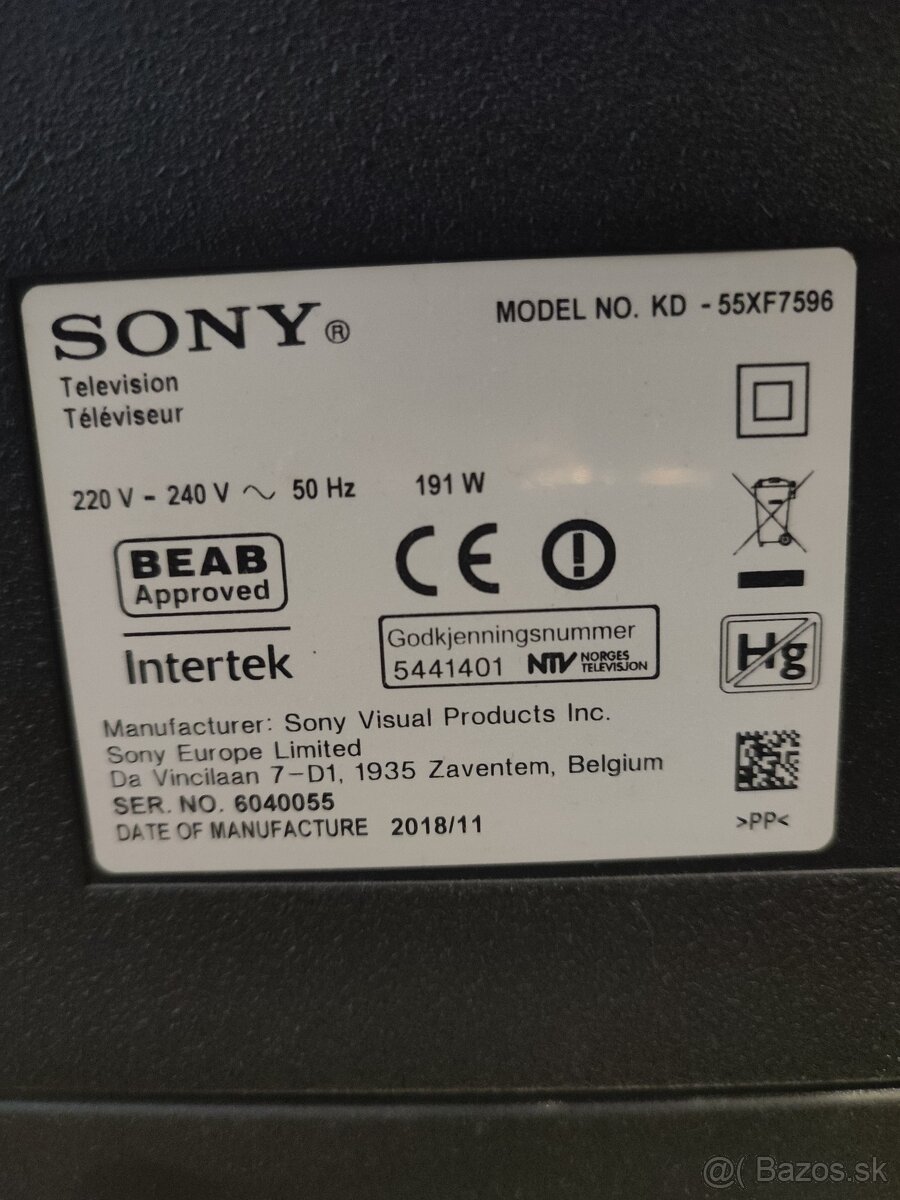 SONY®
MODEL NO. KD - 55XF7596
Television
Téléviseur
220 V - 240 V ~ 50 Hz 191 W
BEAB
Approved
Intertek
CE
Godkjenningsnummer
5441401 NTV NORGES TELEVISJON
Hg
Manufacturer: Sony Visual Products Inc.
Sony Europe Limited
Da Vincilaan 7-D1, 1935 Zaventem, Belgium
SER. NO. 6040055
DATE OF MANUFACTURE 2018/11
>PP<
@( Bazos.sk